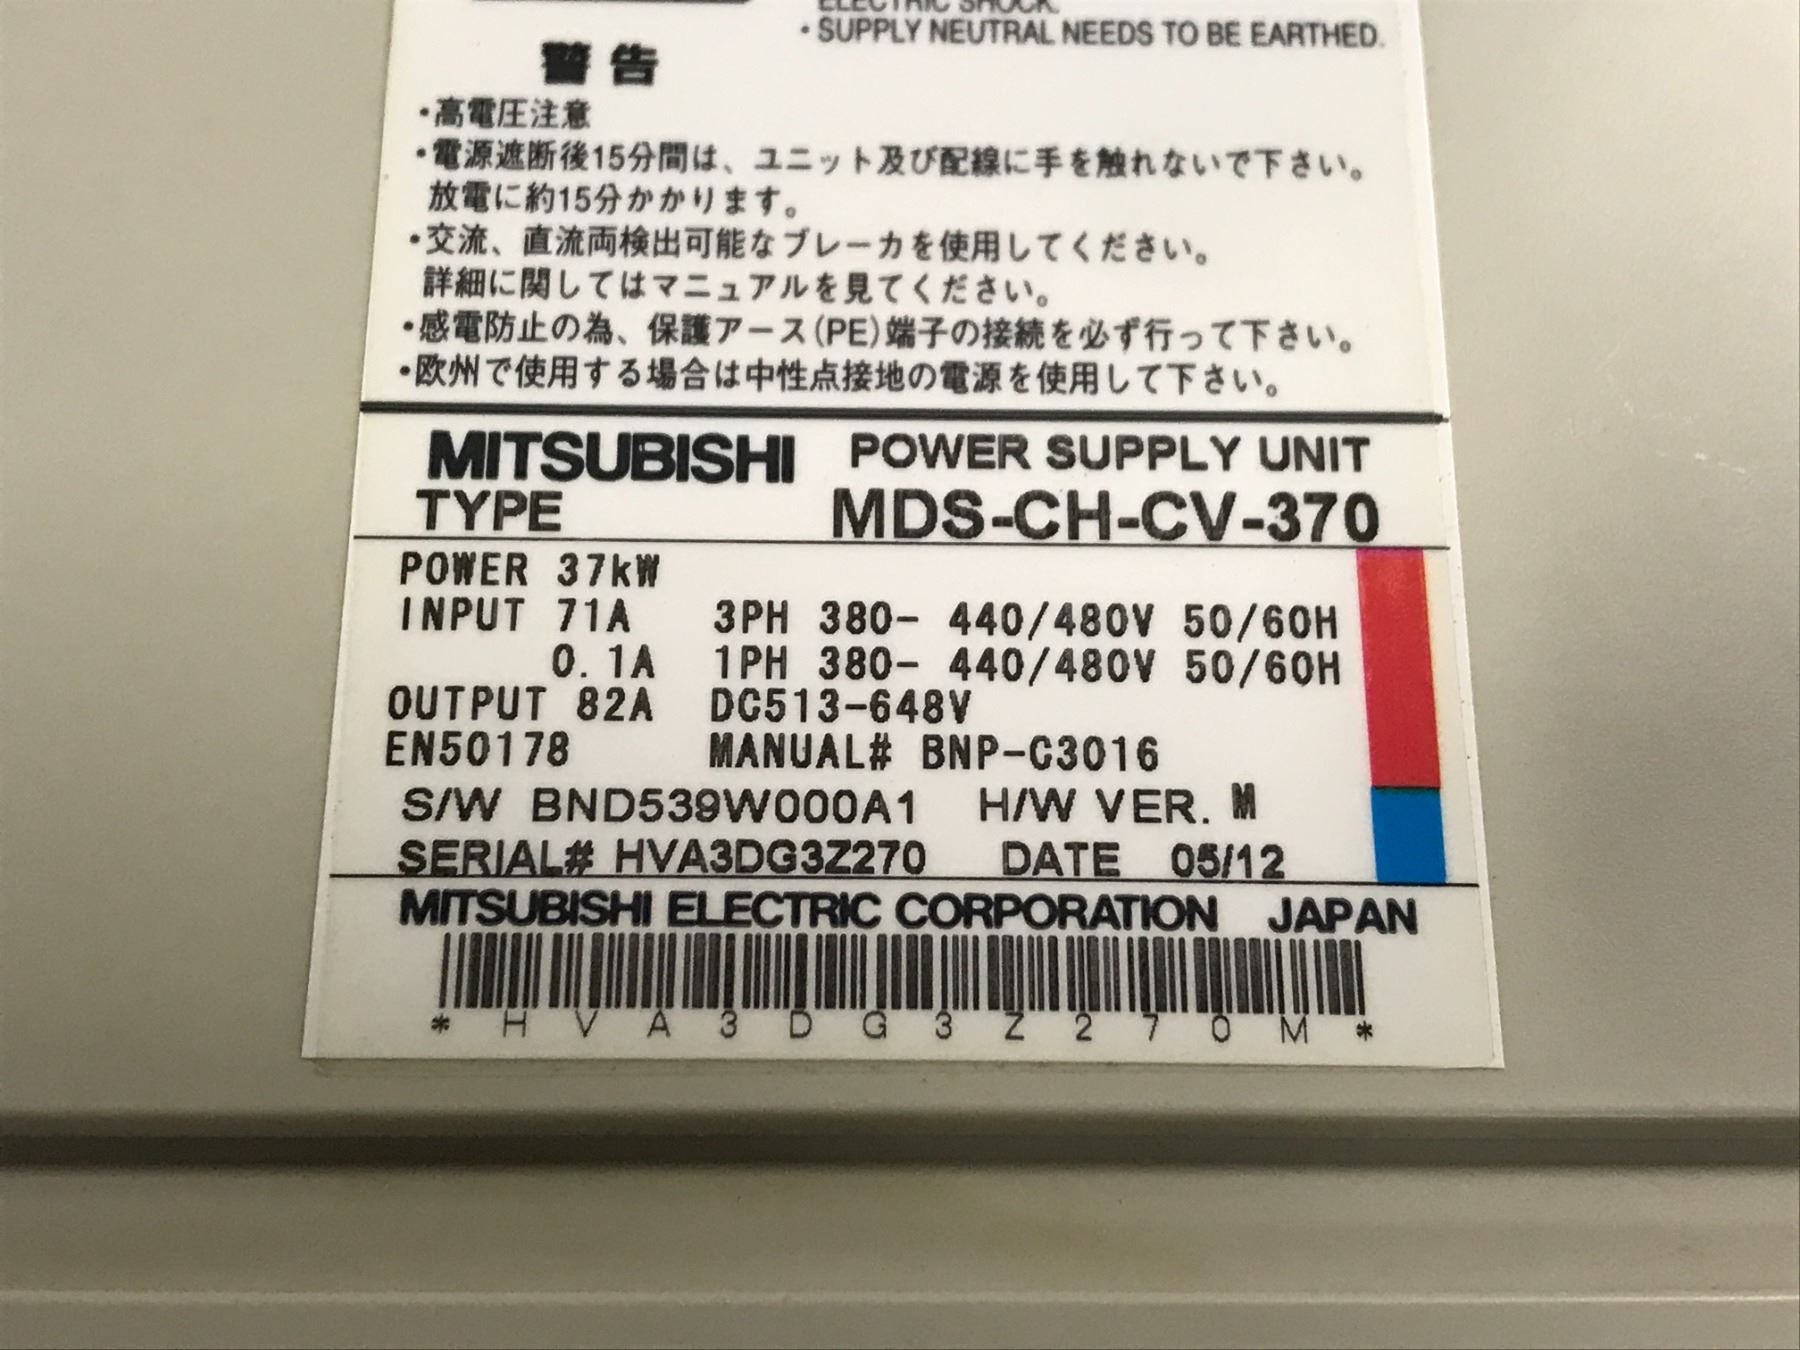 ELECTRIC SHOCK.
・SUPPLY NEUTRAL NEEDS TO BE EARTHED.
警告
・高電圧注意
・電源遮断後15分間は、ユニット及び配線に手を触れないで下さい。
放電に約15分かかります。
・交流、直流両検出可能なブレーカを使用してください。
詳細に関してはマニュアルを見てください。
・感電防止の為、保護アース(PE)端子の接続を必ず行って下さい。
・欧州で使用する場合は中性点接地の電源を使用して下さい。
MITSUBISHI POWER SUPPLY UNIT
TYPE MDS-CH-CV-370
POWER 37kW
INPUT 71A 3PH 380- 440/480V 50/60H
0.1A 1PH 380- 440/480V 50/60H
OUTPUT 82A DC513-648V
EN50178 MANUAL# BNP-C3016
S/W BND539W000A1 H/W VER. M
SERIAL# HVA3DG3Z270 DATE 05/12
MITSUBISHI ELECTRIC CORPORATION JAPAN
*HVA3DG3Z270M*